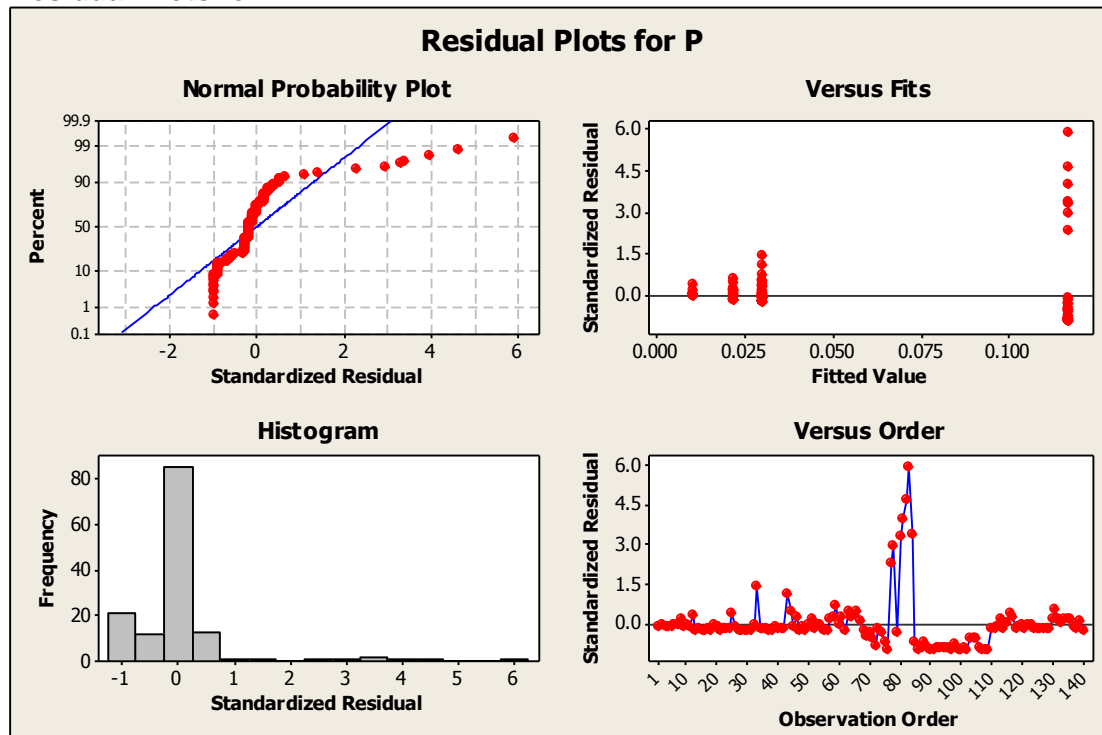 Residual Plots for P
Normal Probability Plot
99.9
99
90
50
10
1
0.1
Percent
-2 0 2 4 6
Standardized Residual
Versus Fits
6.0
4.5
3.0
1.5
0.0
Standardized Residual
0.000 0.025 0.050 0.075 0.100
Fitted Value
Histogram
80
60
40
20
0
Frequency
-1 0 1 2 3 4 5 6
Standardized Residual
Versus Order
6.0
4.5
3.0
1.5
0.0
Standardized Residual
1 10 20 30 40 50 60 70 80 90 100 110 120 130 140
Observation Order